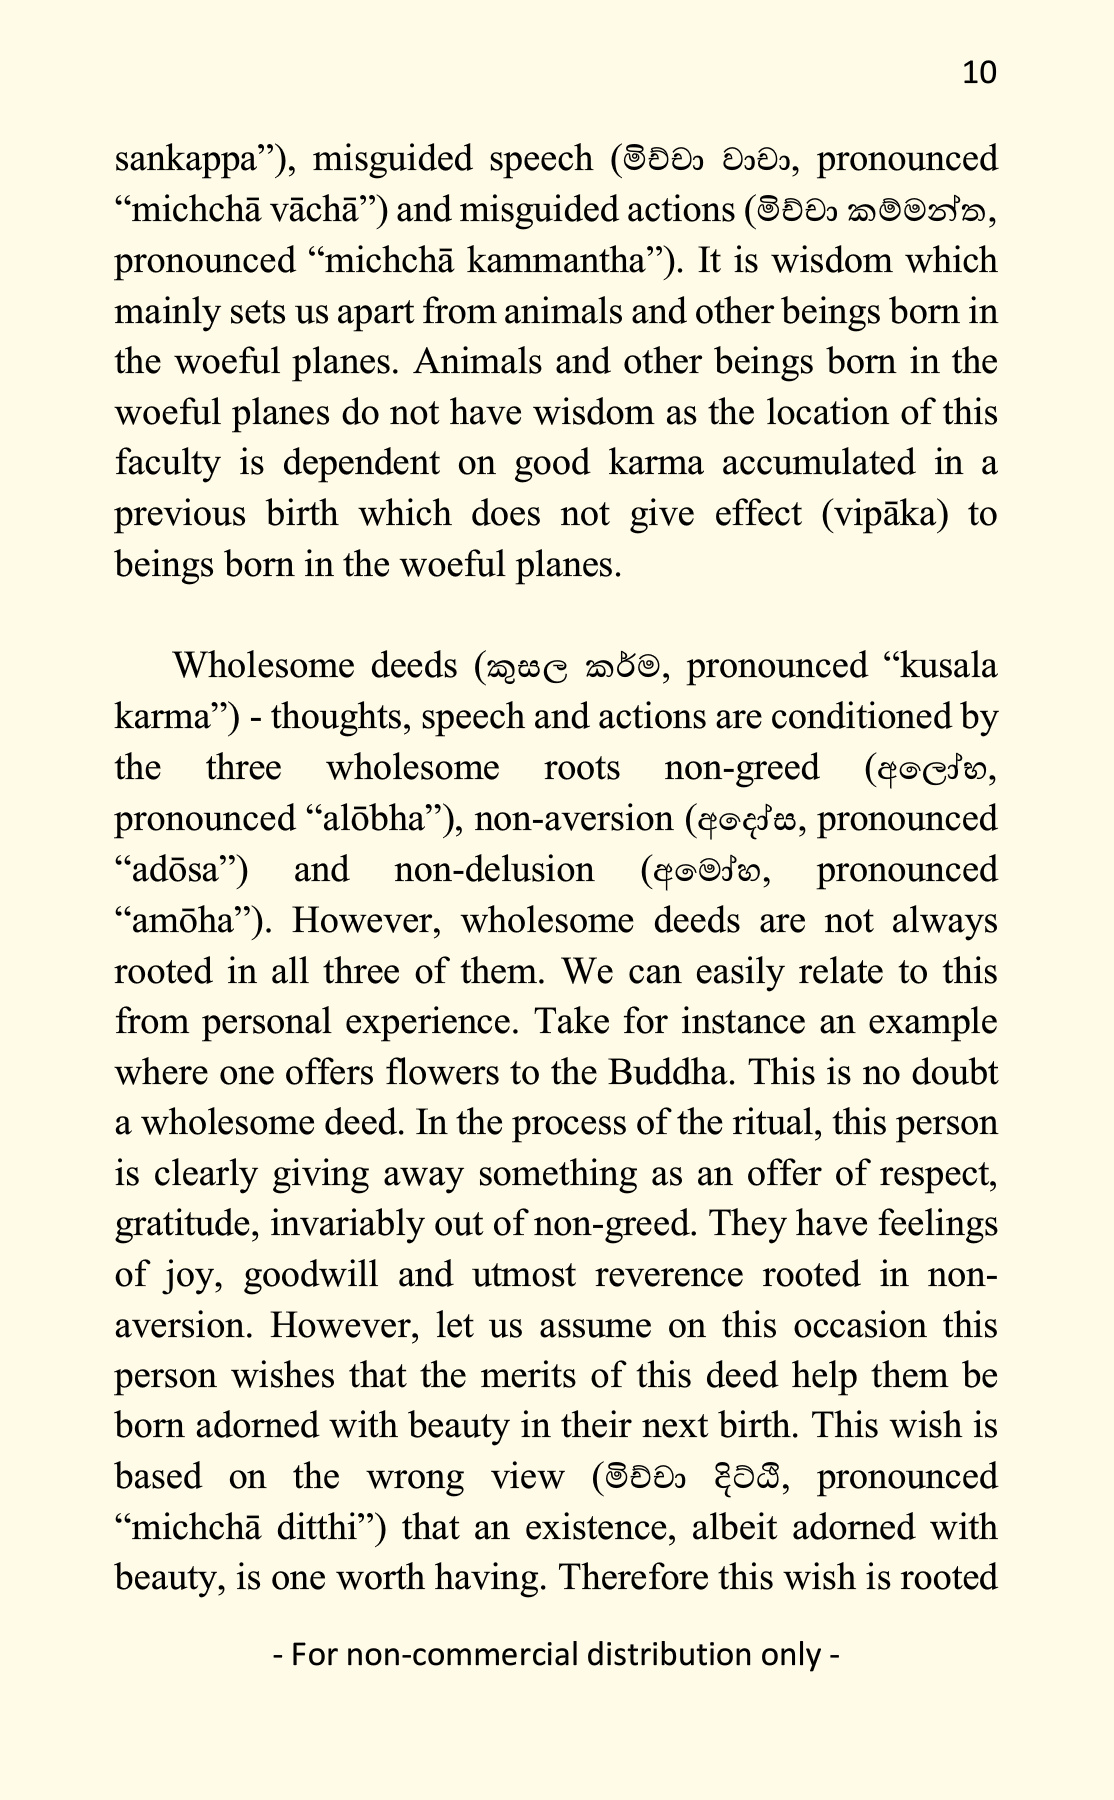 10
sankappa”), misguided speech (මිච්චා වාචා, pronounced
“michchā vāchā”) and misguided actions (මිච්චා කම්මන්ත,
pronounced “michchā kammantha”). It is wisdom which
mainly sets us apart from animals and other beings born in
the woeful planes. Animals and other beings born in the
woeful planes do not have wisdom as the location of this
faculty is dependent on good karma accumulated in a
previous birth which does not give effect (vipāka) to
beings born in the woeful planes.
Wholesome deeds (කුසල කර්ම, pronounced “kusala
karma”) - thoughts, speech and actions are conditioned by
the three wholesome roots non-greed (අලෝභ,
pronounced “alōbha”), non-aversion (අදෝස, pronounced
“adōsa”) and non-delusion (අමෝහ, pronounced
“amōha”). However, wholesome deeds are not always
rooted in all three of them. We can easily relate to this
from personal experience. Take for instance an example
where one offers flowers to the Buddha. This is no doubt
a wholesome deed. In the process of the ritual, this person
is clearly giving away something as an offer of respect,
gratitude, invariably out of non-greed. They have feelings
of joy, goodwill and utmost reverence rooted in non-
aversion. However, let us assume on this occasion this
person wishes that the merits of this deed help them be
born adorned with beauty in their next birth. This wish is
based on the wrong view (මිච්චා දිට්ඨි, pronounced
“michchā ditthi”) that an existence, albeit adorned with
beauty, is one worth having. Therefore this wish is rooted
- For non-commercial distribution only -